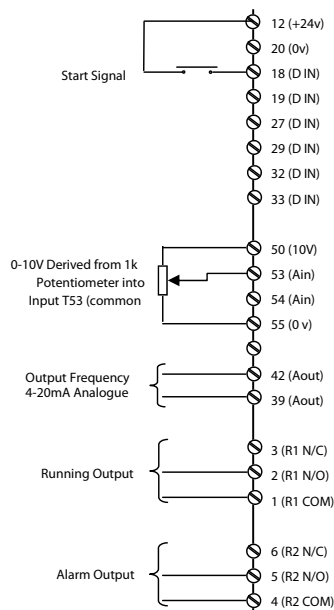 12 (+24v)
20 (0v)
Start Signal
18 (D IN)
19 (D IN)
27 (D IN)
29 (D IN)
32 (D IN)
33 (D IN)
50 (10V)
0-10V Derived from 1k
Potentiometer into
Input T53 (common
53 (Ain)
54 (Ain)
55 (0 v)
Output Frequency
4-20mA Analogue
42 (Aout)
39 (Aout)
3 (R1 N/C)
Running Output
2 (R1 N/O)
1 (R1 COM)
6 (R2 N/C)
Alarm Output
5 (R2 N/O)
4 (R2 COM)